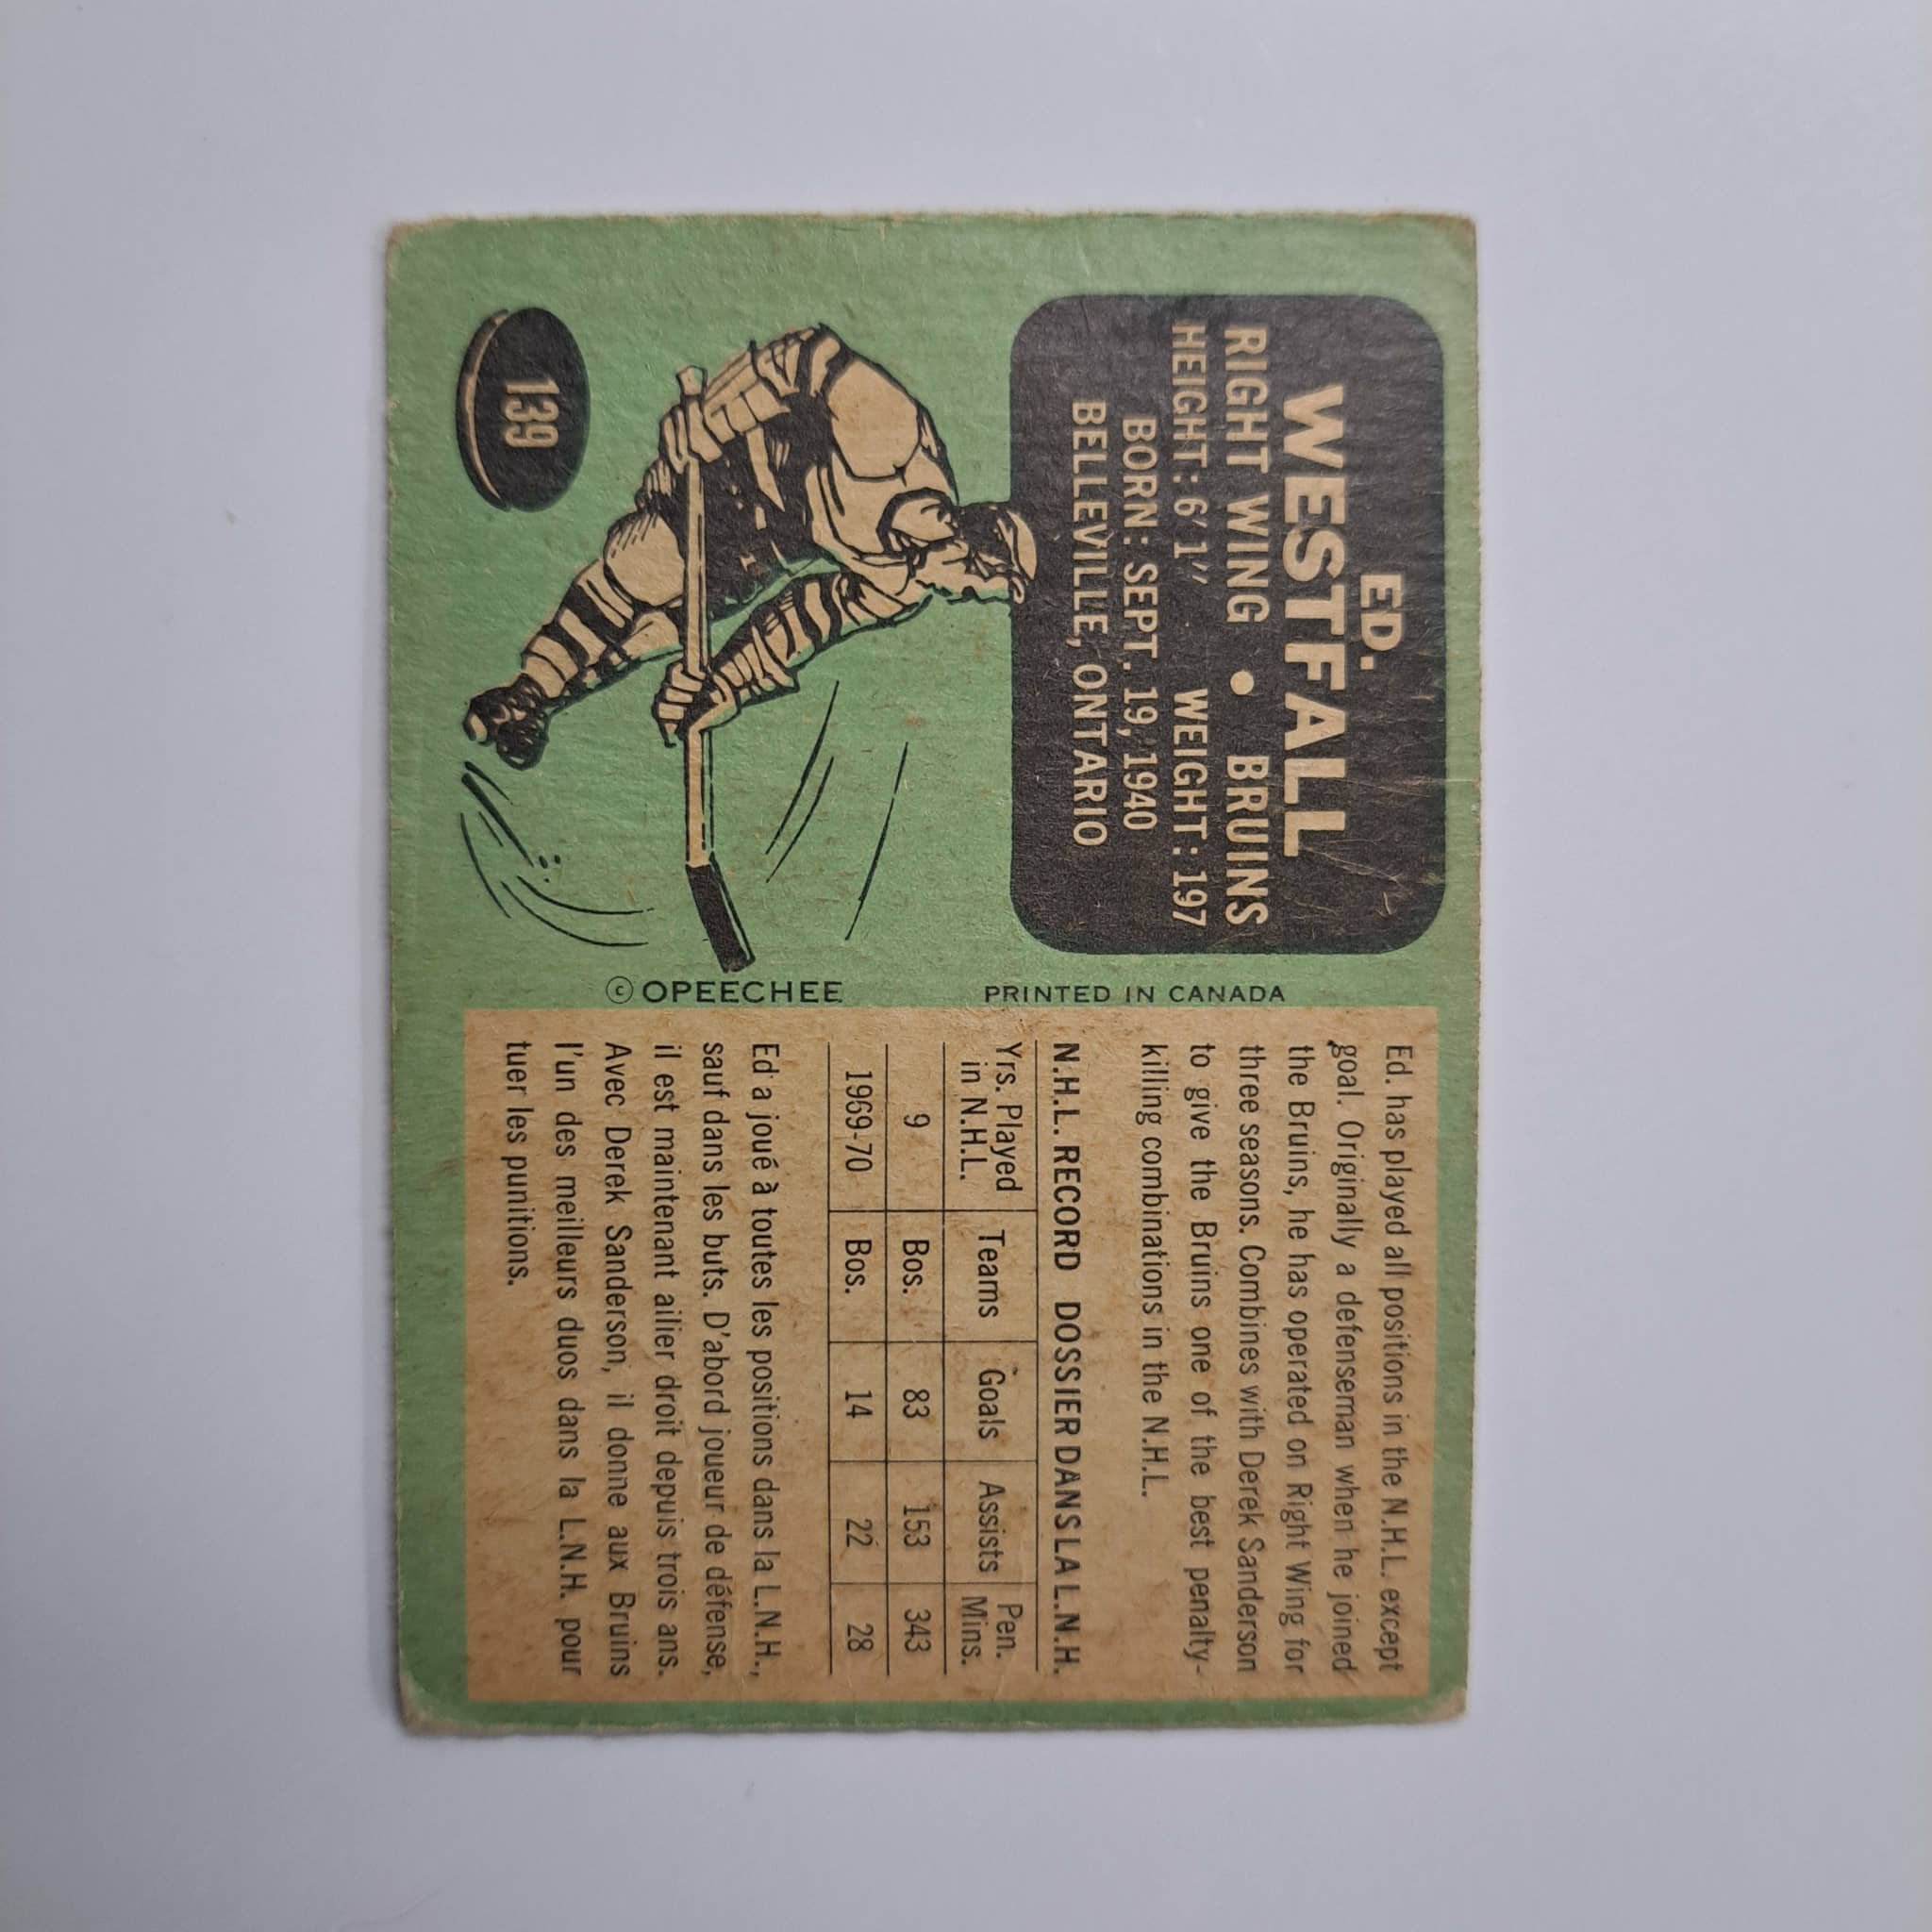 ED.
WESTFALL
RIGHT WING • BRUINS
HEIGHT: 6' 1" WEIGHT: 197
BORN: SEPT. 19, 1940
BELLEVILLE, ONTARIO
139
© OPEECHEE
PRINTED IN CANADA
Ed. has played all positions in the N.H.L. except
goal. Originally a defenseman when he joined
the Bruins, he has operated on Right Wing for
three seasons. Combines with Derek Sanderson
to give the Bruins one of the best penalty-
killing combinations in the N.H.L.
N.H.L. RECORD DOSSIER DANS LA L.N.H.
Yrs. Played in N.H.L. Teams Goals Assists Pen. Mins.
9 Bos. 83 153 343
1969-70 Bos. 14 22 28
Ed a joué à toutes les positions dans la L.N.H.,
sauf dans les buts. D'abord joueur de défense,
il est maintenant ailier droit depuis trois ans.
Avec Derek Sanderson, il donne aux Bruins
l'un des meilleurs duos dans la L.N.H. pour
tuer les punitions.